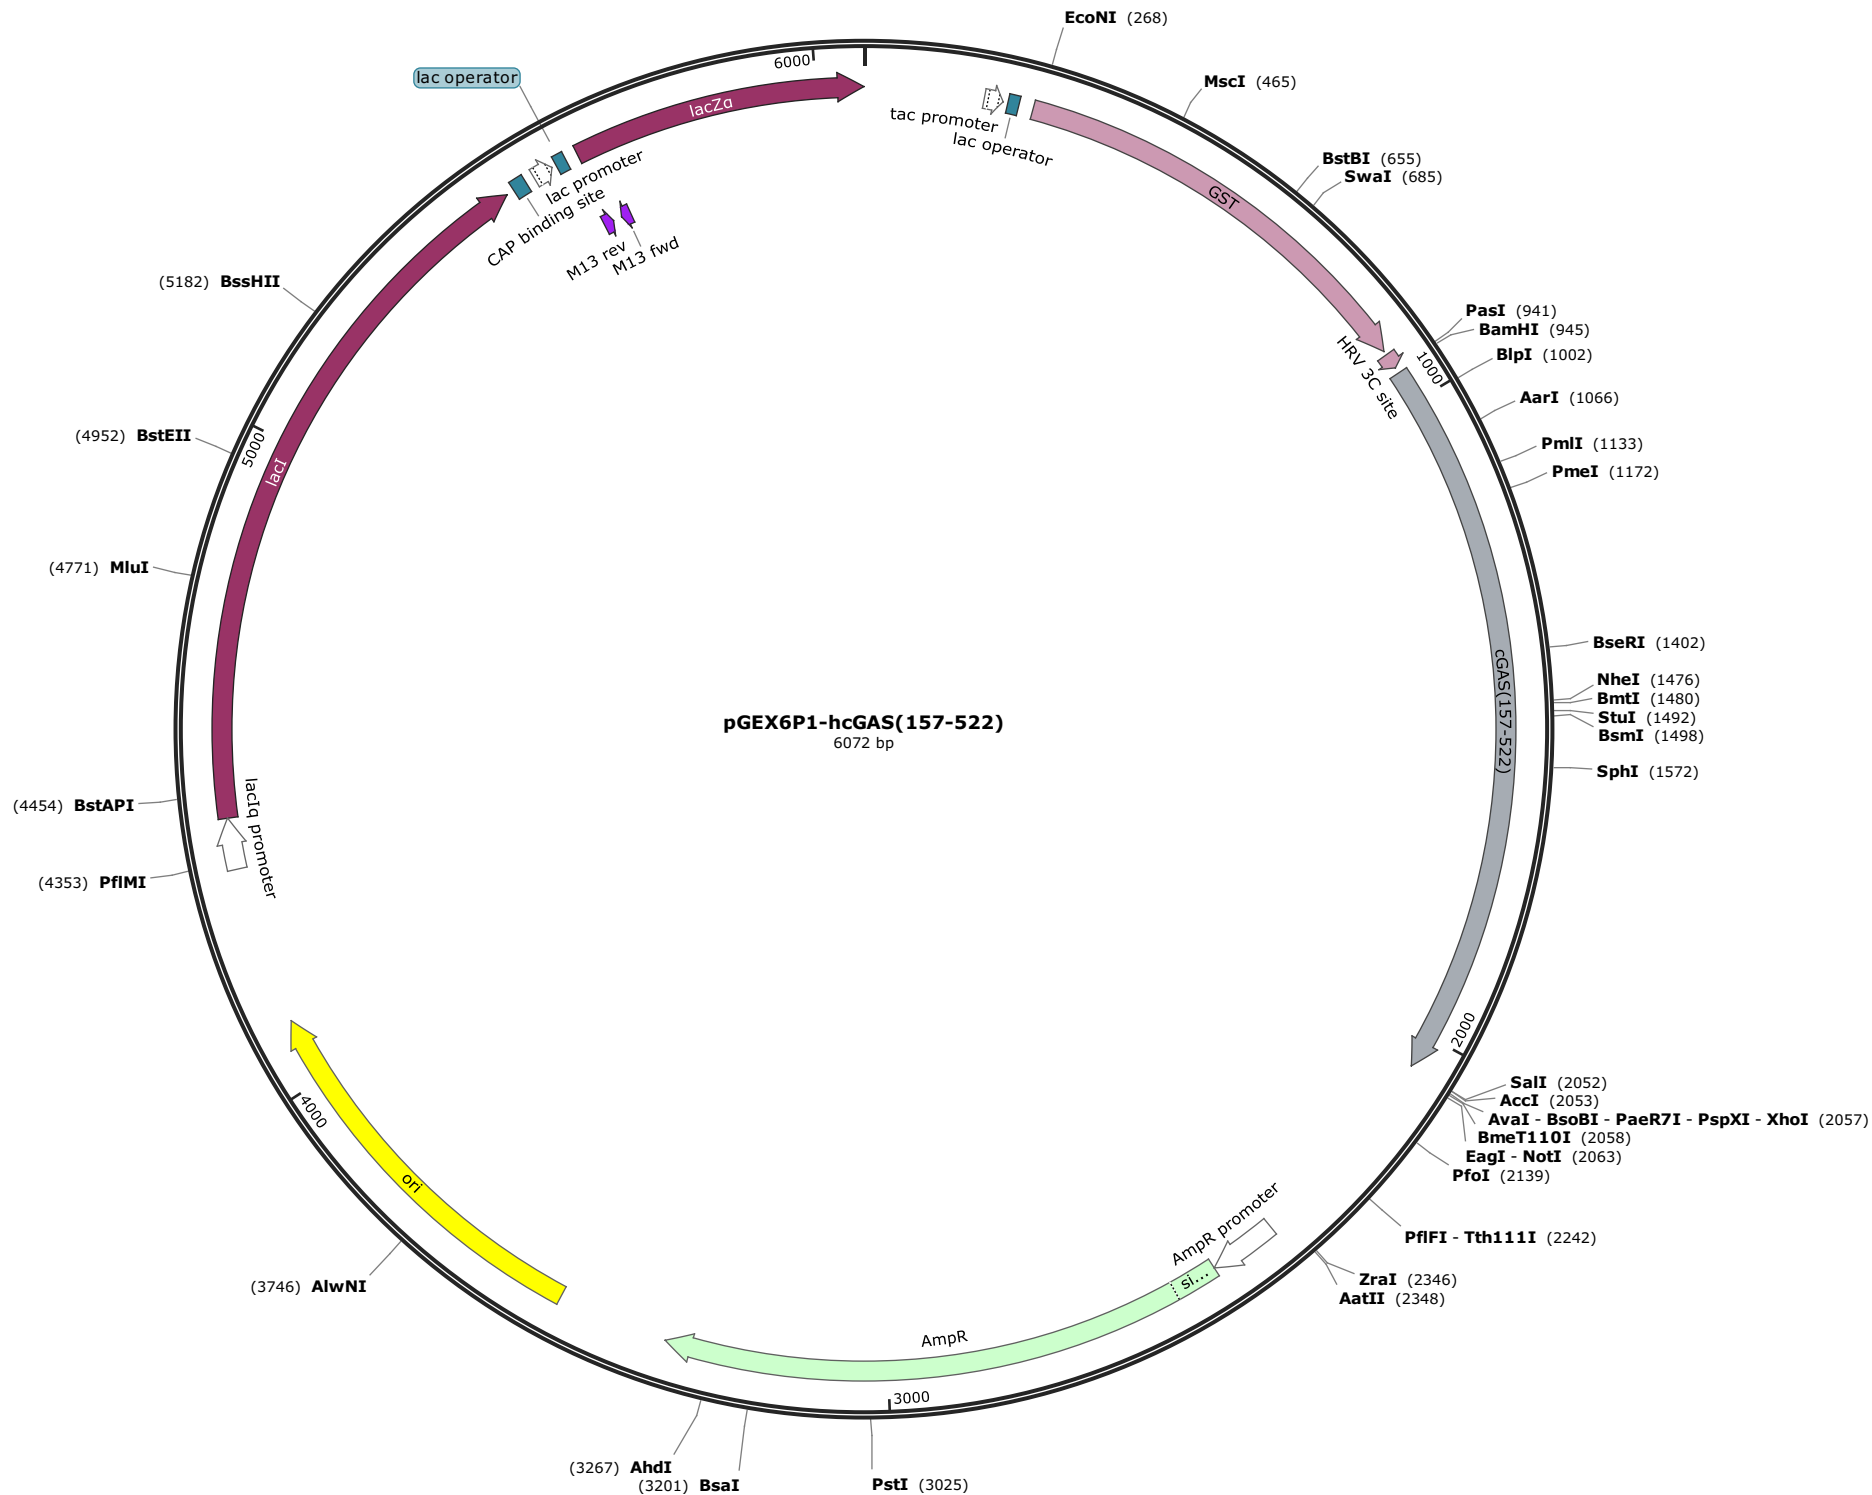 EcoNI (268)
MscI (465)
BstBI (655)
SwaI (685)
PasI (941)
BamHI (945)
BlpI (1002)
AarI (1066)
PmlI (1133)
PmeI (1172)
BseRI (1402)
NheI (1476)
BmtI (1480)
StuI (1492)
BsmI (1498)
SphI (1572)
SalI (2052)
AccI (2053)
AvaI - BsoBI - PaeR7I - PspXI - XhoI (2057)
BmeT110I (2058)
EagI - NotI (2063)
PfoI (2139)
PflFI - Tth111I (2242)
ZraI (2346)
AatII (2348)
PstI (3025)
(3201) BsaI
(3267) AhdI
(3746) AlwNI
(4353) PflMI
(4454) BstAPI
(4771) MluI
(4952) BstEII
(5182) BssHII
lac operator
lacZα
6000
tac promoter
lac operator
GST
HRV 3C site
1000
cGAS(157-522)
2000
AmpR promoter
si...
AmpR
3000
ori
4000
lacIq promoter
lacI
5000
CAP binding site
lac promoter
M13 rev
M13 fwd
pGEX6P1-hcGAS(157-522)
6072 bp